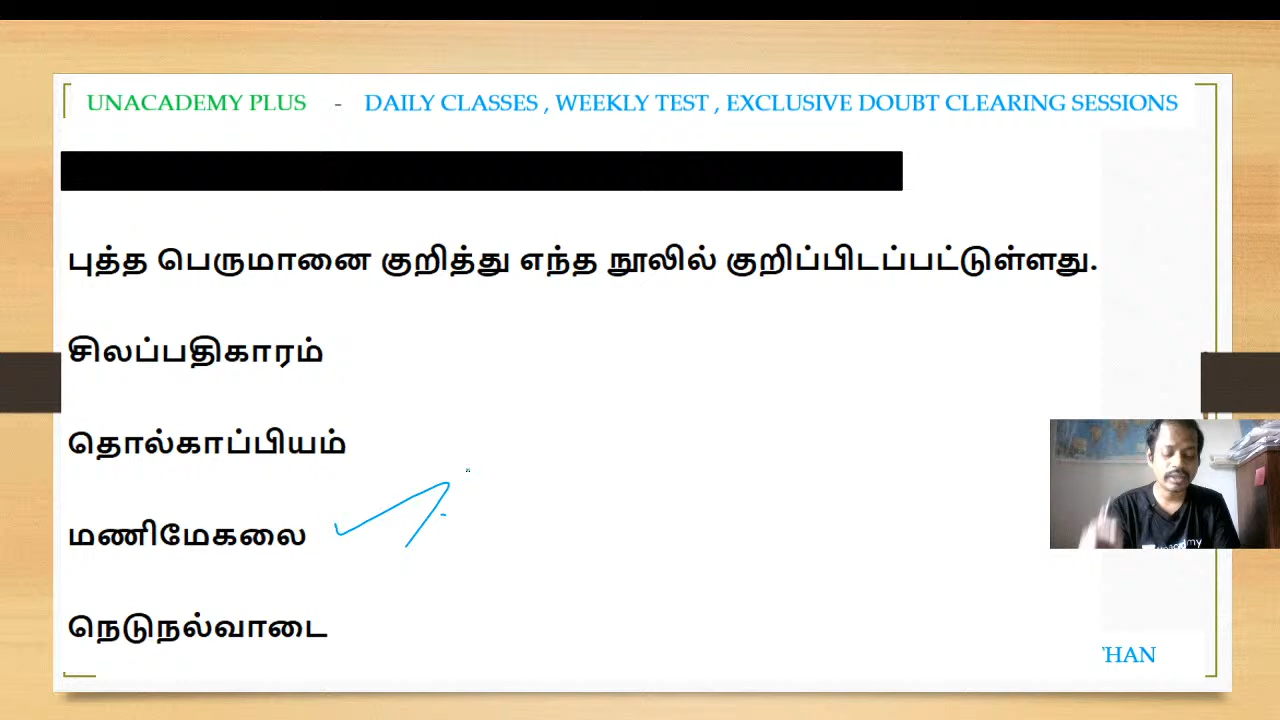 UNACADEMY PLUS - DAILY CLASSES , WEEKLY TEST , EXCLUSIVE DOUBT CLEARING SESSIONS
புத்த பெருமானை குறித்து எந்த நூலில் குறிப்பிடப்பட்டுள்ளது.
சிலப்பதிகாரம்
தொல்காப்பியம்
மணிமேகலை
நெடுநல்வாடை